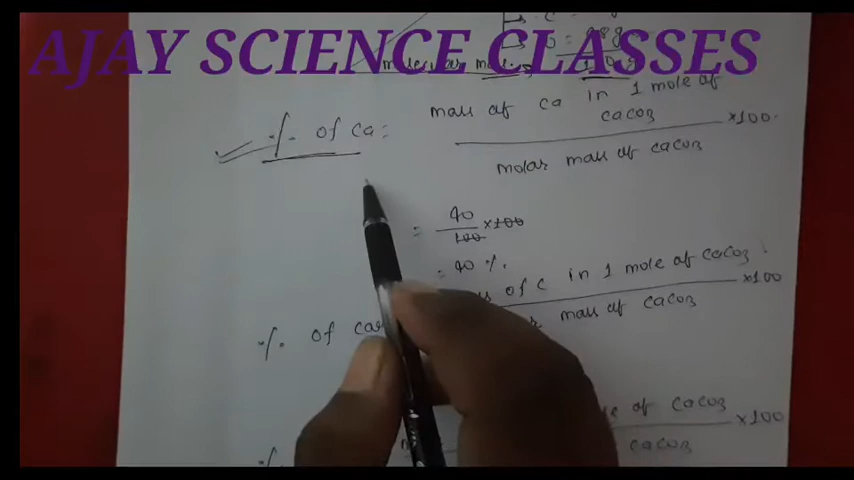 AJAY SCIENCE CLASSES
% of ca = mass of ca in 1 mole of caco3 ×100
molar mass of caco3
= 40 ×100
100
= 40 %.
of c in 1 mole of caco3 ×100
mass of caco3
% of ca
of caco3 ×100
caco3